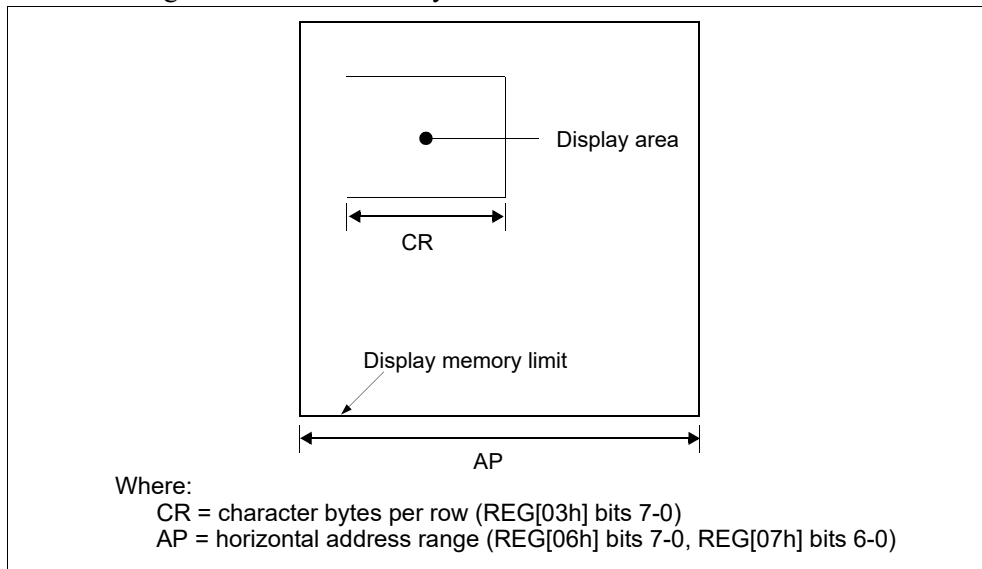 Display area
CR
Display memory limit
AP
Where:
CR = character bytes per row (REG[03h] bits 7-0)
AP = horizontal address range (REG[06h] bits 7-0, REG[07h] bits 6-0)